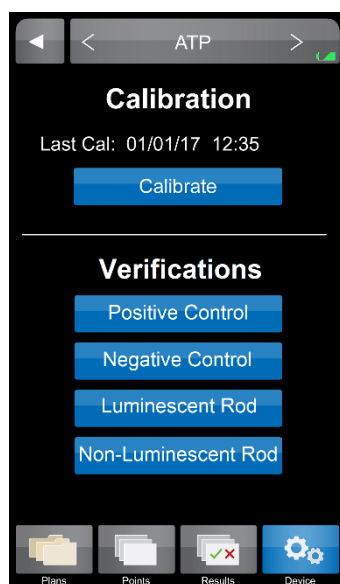 ATP
Calibration
Last Cal: 01/01/17 12:35
Calibrate
Verifications
Positive Control
Negative Control
Luminescent Rod
Non-Luminescent Rod
Plans Points Results Device